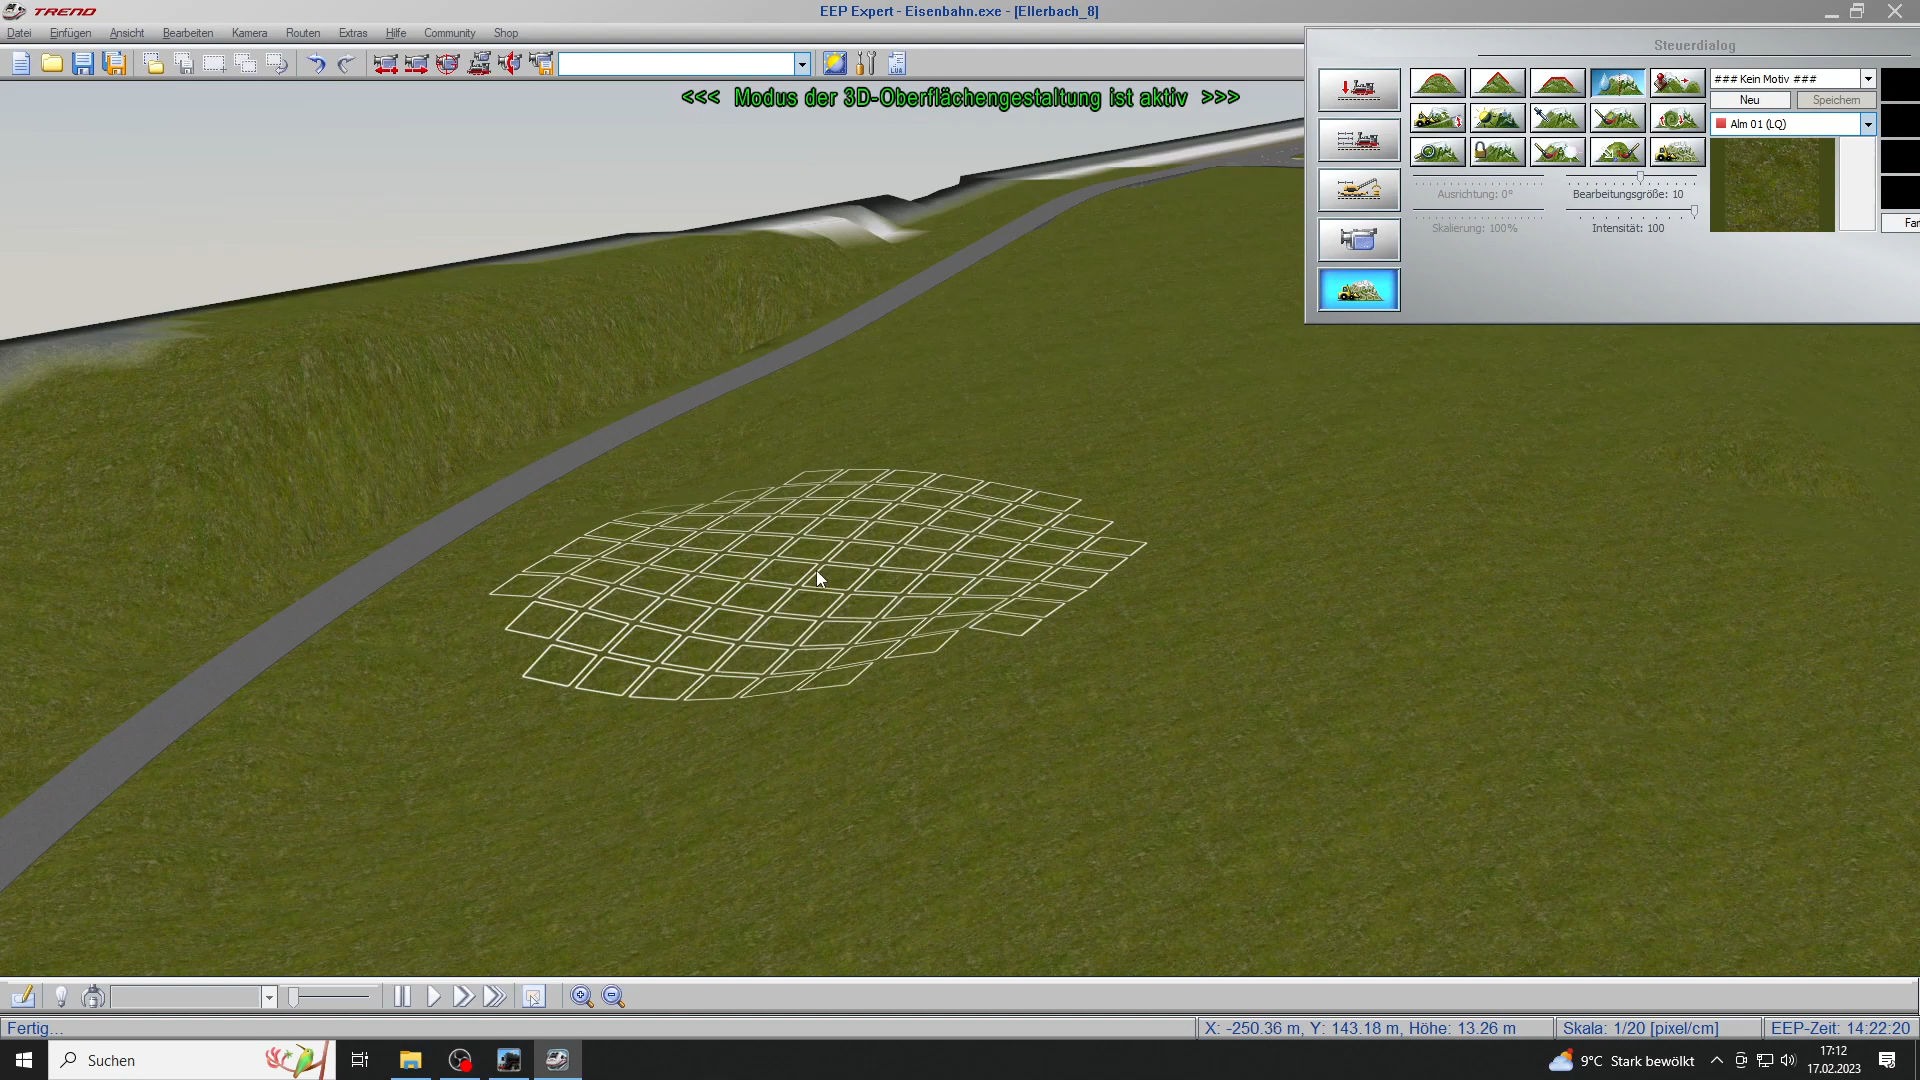 TREND
EEP Expert - Eisenbahn.exe - [Ellerbach_8]
Datei Einfügen Ansicht Bearbeiten Kamera Routen Extras Hilfe Community Shop
Steuerdialog
<<< Modus der 3D-Oberflächengestaltung ist aktiv >>>
### Kein Motiv ###
Neu Speichern
Alm 01 (LQ)
Ausrichtung: 0° Bearbeitungsgröße: 10
Skalierung: 100% Intensität: 100
Far
LUA
Fertig...
X: -250.36 m, Y: 143.18 m, Höhe: 13.26 m
Skala: 1/20 [pixel/cm]
EEP-Zeit: 14:22:20
Suchen
9°C Stark bewölkt
17:12
17.02.2023